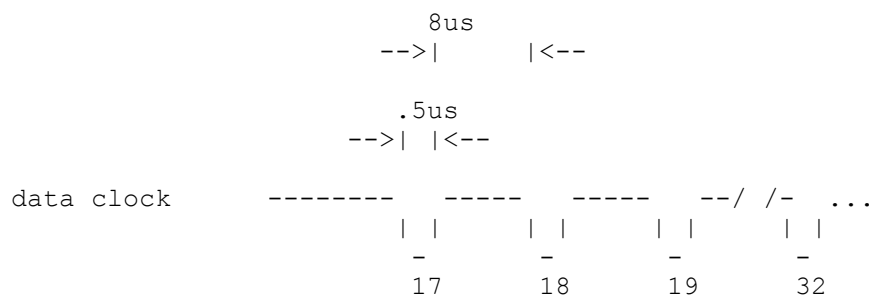 8us
-->|     |<--
.5us
-->| |<--
data clock     --------  -----  -----  --/ /-  ...
| |     | |     | |     | |
-       -       -       -
17      18      19      32